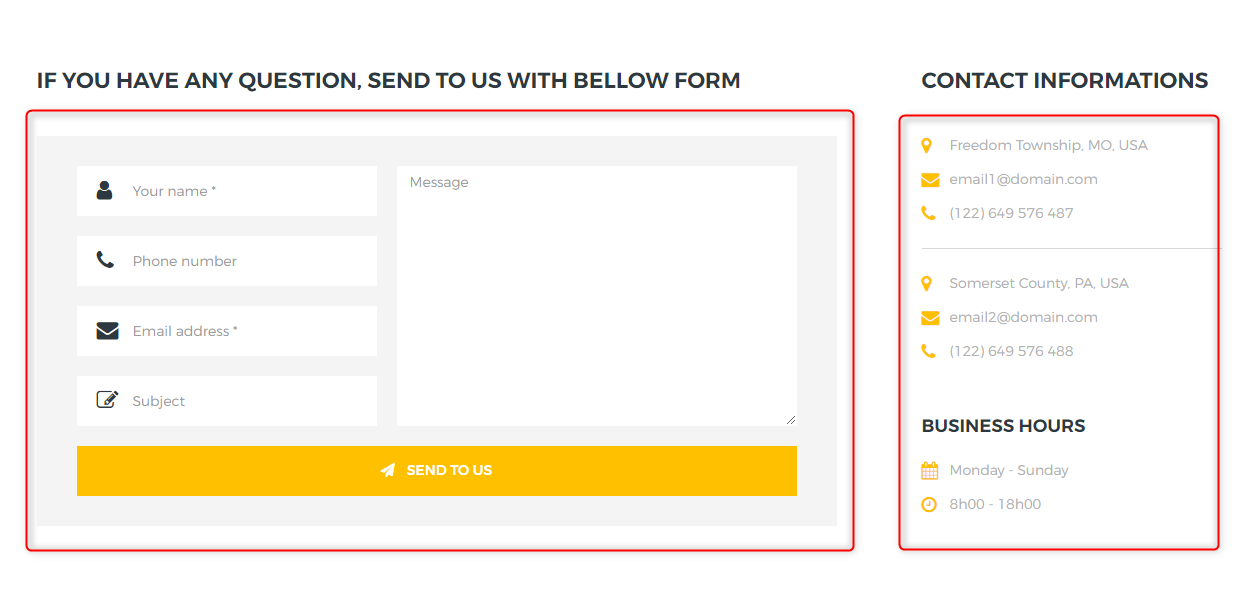 IF YOU HAVE ANY QUESTION, SEND TO US WITH BELLOW FORM
Your name *
Phone number
Email address *
Subject
Message
SEND TO US
CONTACT INFORMATIONS
Freedom Township, MO, USA
email1@domain.com
(122) 649 576 487
Somerset County, PA, USA
email2@domain.com
(122) 649 576 488
BUSINESS HOURS
Monday - Sunday
8h00 - 18h00